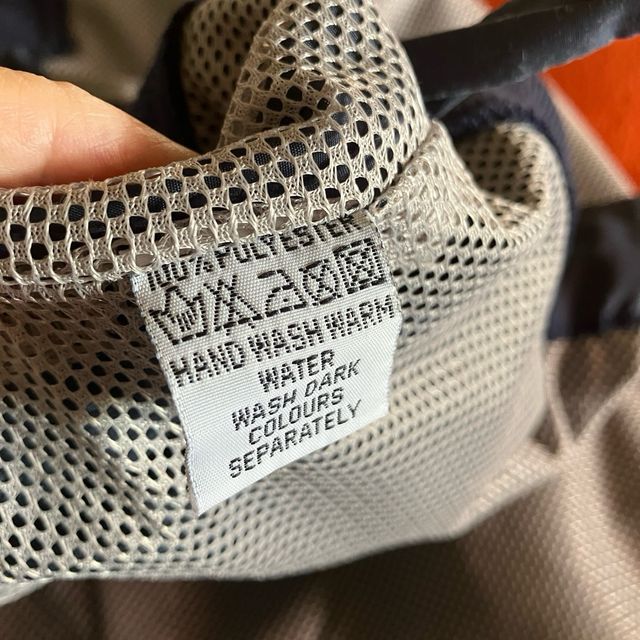 100% POLYESTER
HAND WASH WARM
WATER
WASH DARK
COLOURS
SEPARATELY